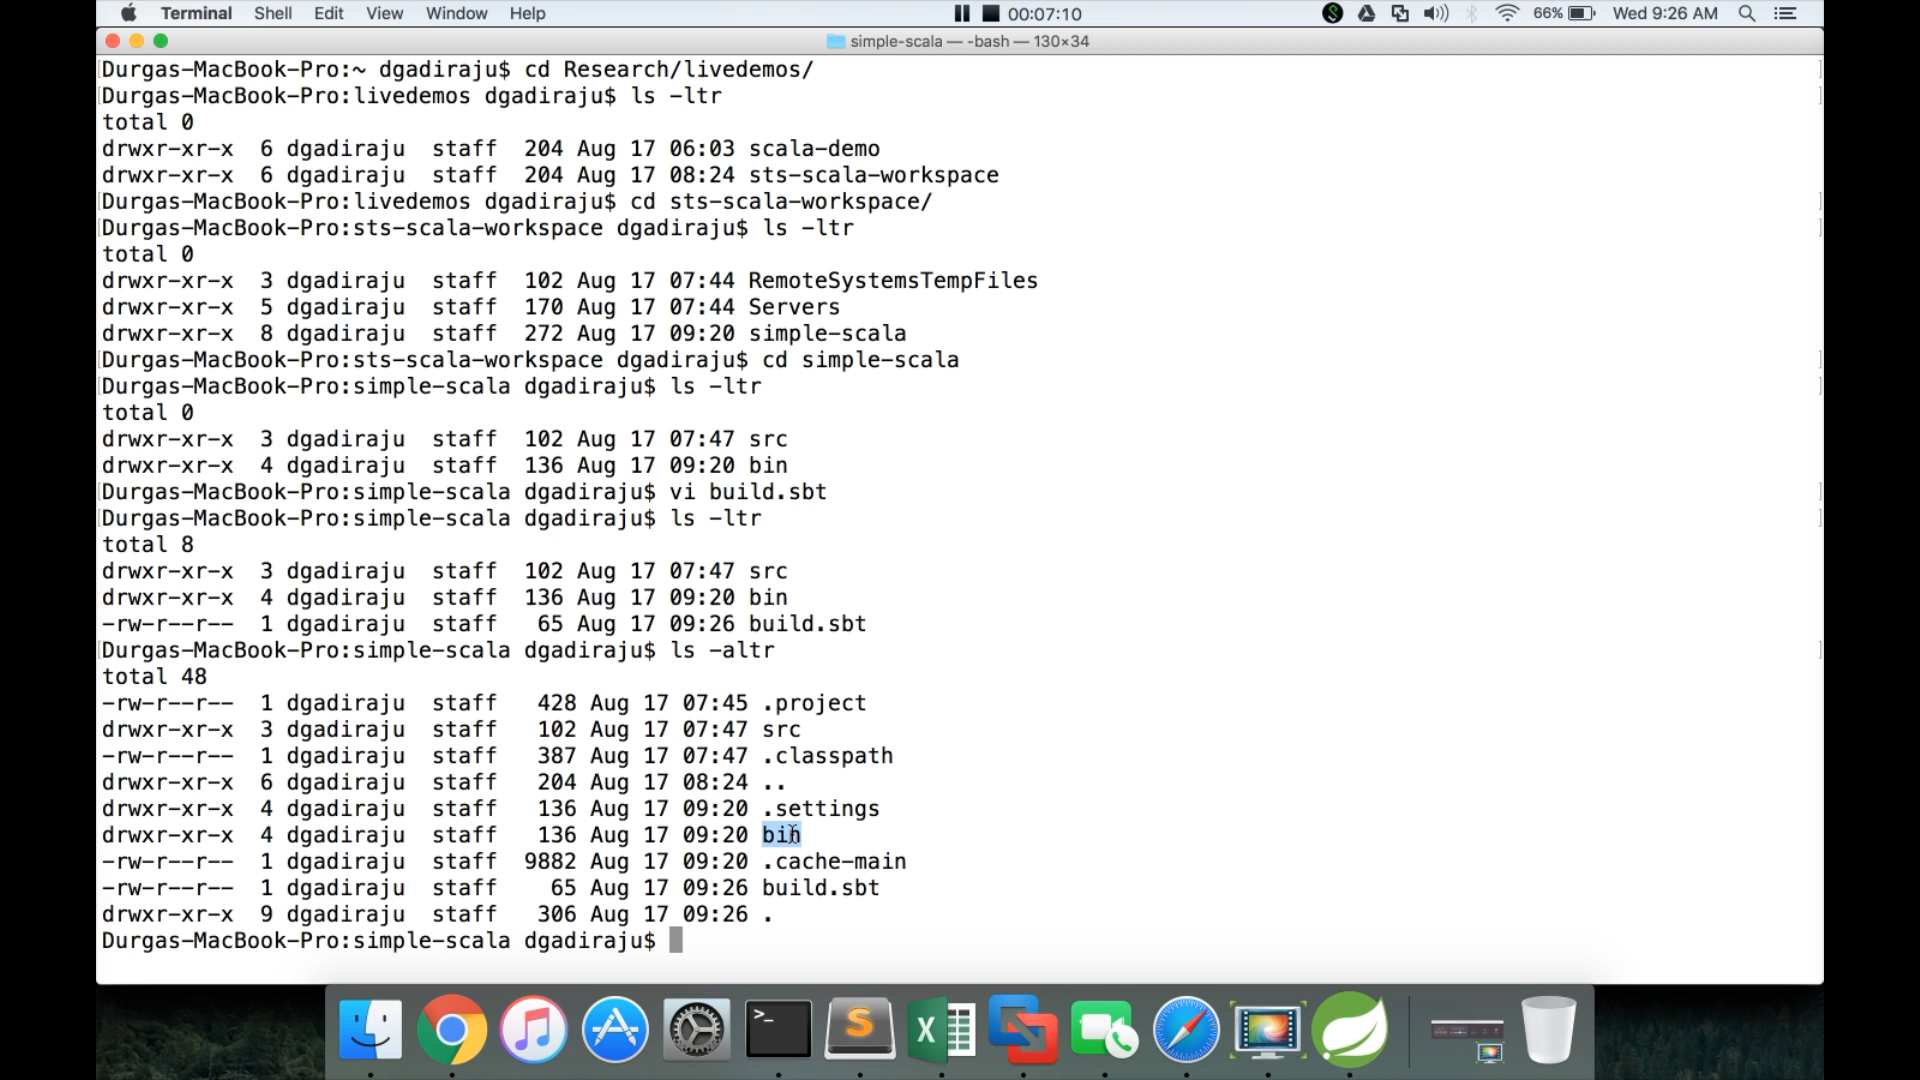 Terminal Shell Edit View Window Help 00:07:10 66% Wed 9:26 AM
simple-scala — -bash — 130×34
Durgas-MacBook-Pro:~ dgadiraju$ cd Research/livedemos/
Durgas-MacBook-Pro:livedemos dgadiraju$ ls -ltr
total 0
drwxr-xr-x  6 dgadiraju  staff  204 Aug 17 06:03 scala-demo
drwxr-xr-x  6 dgadiraju  staff  204 Aug 17 08:24 sts-scala-workspace
Durgas-MacBook-Pro:livedemos dgadiraju$ cd sts-scala-workspace/
Durgas-MacBook-Pro:sts-scala-workspace dgadiraju$ ls -ltr
total 0
drwxr-xr-x  3 dgadiraju  staff  102 Aug 17 07:44 RemoteSystemsTempFiles
drwxr-xr-x  5 dgadiraju  staff  170 Aug 17 07:44 Servers
drwxr-xr-x  8 dgadiraju  staff  272 Aug 17 09:20 simple-scala
Durgas-MacBook-Pro:sts-scala-workspace dgadiraju$ cd simple-scala
Durgas-MacBook-Pro:simple-scala dgadiraju$ ls -ltr
total 0
drwxr-xr-x  3 dgadiraju  staff  102 Aug 17 07:47 src
drwxr-xr-x  4 dgadiraju  staff  136 Aug 17 09:20 bin
Durgas-MacBook-Pro:simple-scala dgadiraju$ vi build.sbt
Durgas-MacBook-Pro:simple-scala dgadiraju$ ls -ltr
total 8
drwxr-xr-x  3 dgadiraju  staff  102 Aug 17 07:47 src
drwxr-xr-x  4 dgadiraju  staff  136 Aug 17 09:20 bin
-rw-r--r--  1 dgadiraju  staff   65 Aug 17 09:26 build.sbt
Durgas-MacBook-Pro:simple-scala dgadiraju$ ls -altr
total 48
-rw-r--r--  1 dgadiraju  staff   428 Aug 17 07:45 .project
drwxr-xr-x  3 dgadiraju  staff   102 Aug 17 07:47 src
-rw-r--r--  1 dgadiraju  staff   387 Aug 17 07:47 .classpath
drwxr-xr-x  6 dgadiraju  staff   204 Aug 17 08:24 ..
drwxr-xr-x  4 dgadiraju  staff   136 Aug 17 09:20 .settings
drwxr-xr-x  4 dgadiraju  staff   136 Aug 17 09:20 bin
-rw-r--r--  1 dgadiraju  staff  9882 Aug 17 09:20 .cache-main
-rw-r--r--  1 dgadiraju  staff    65 Aug 17 09:26 build.sbt
drwxr-xr-x  9 dgadiraju  staff   306 Aug 17 09:26 .
Durgas-MacBook-Pro:simple-scala dgadiraju$